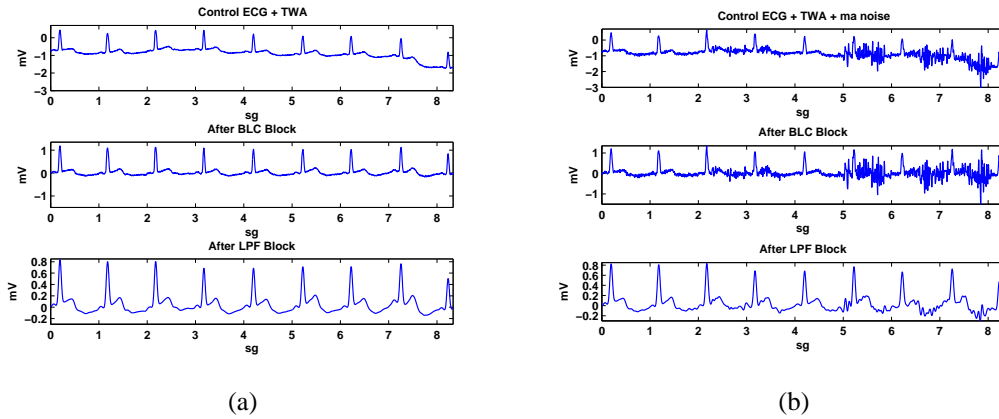 Control ECG + TWA
0
−1
−2
−3
mV
0 1 2 3 4 5 6 7 8
sg
After BLC Block
1
0
−1
mV
0 1 2 3 4 5 6 7 8
sg
After LPF Block
0.8
0.6
0.4
0.2
−0.2
mV
0 1 2 3 4 5 6 7 8
sg
(a)
Control ECG + TWA + ma noise
0
−1
−2
−3
mV
0 1 2 3 4 5 6 7 8
sg
After BLC Block
1
0
−1
mV
0 1 2 3 4 5 6 7 8
sg
After LPF Block
0.8
0.6
0.4
0.2
−0.2
mV
0 1 2 3 4 5 6 7 8
sg
(b)